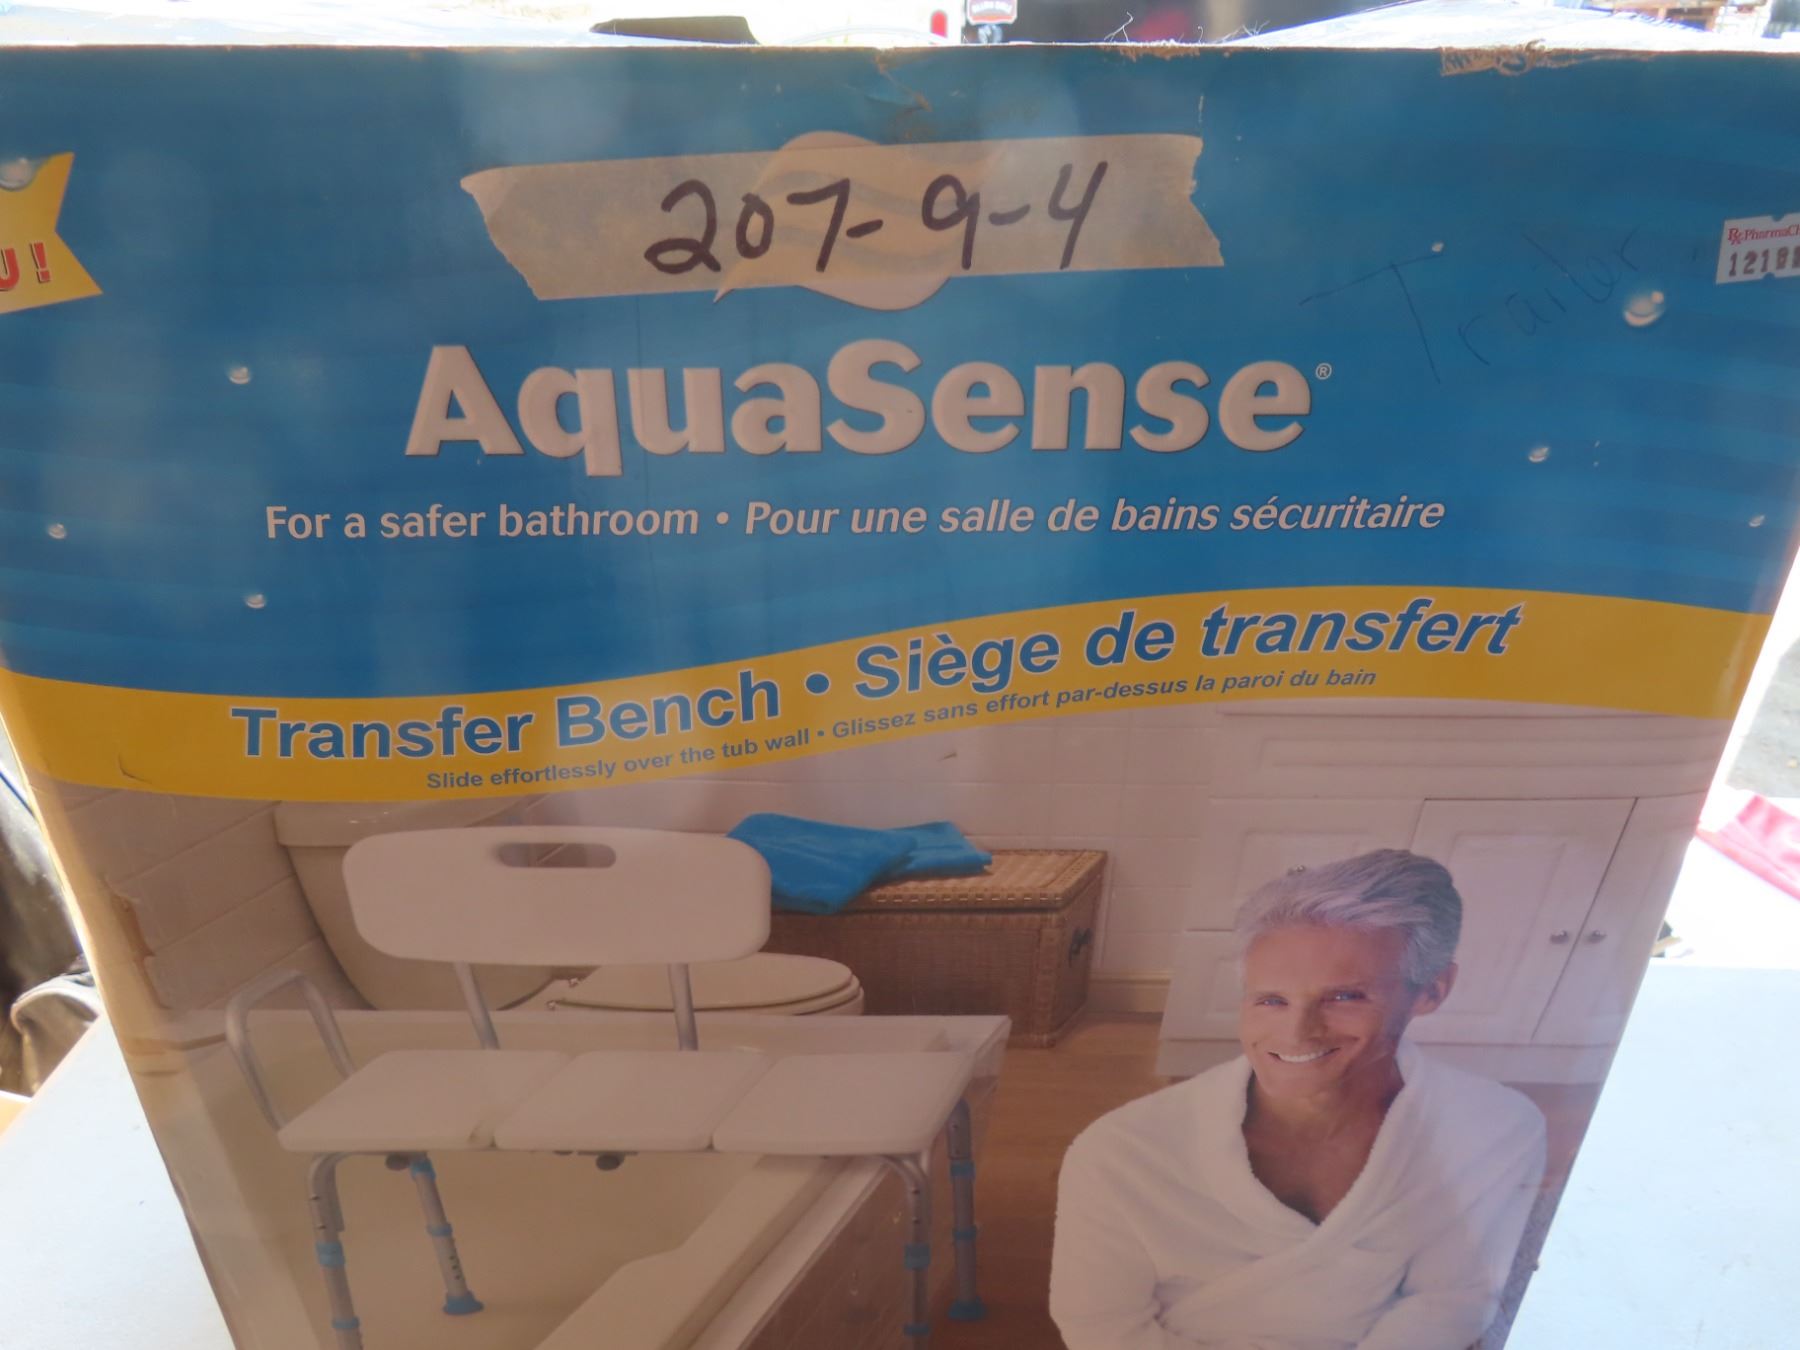 207-9-4
U!
Trailer
12188
AquaSense®
For a safer bathroom • Pour une salle de bains sécuritaire
Transfer Bench • Siège de transfert
Slide effortlessly over the tub wall • Glissez sans effort par-dessus la paroi du bain